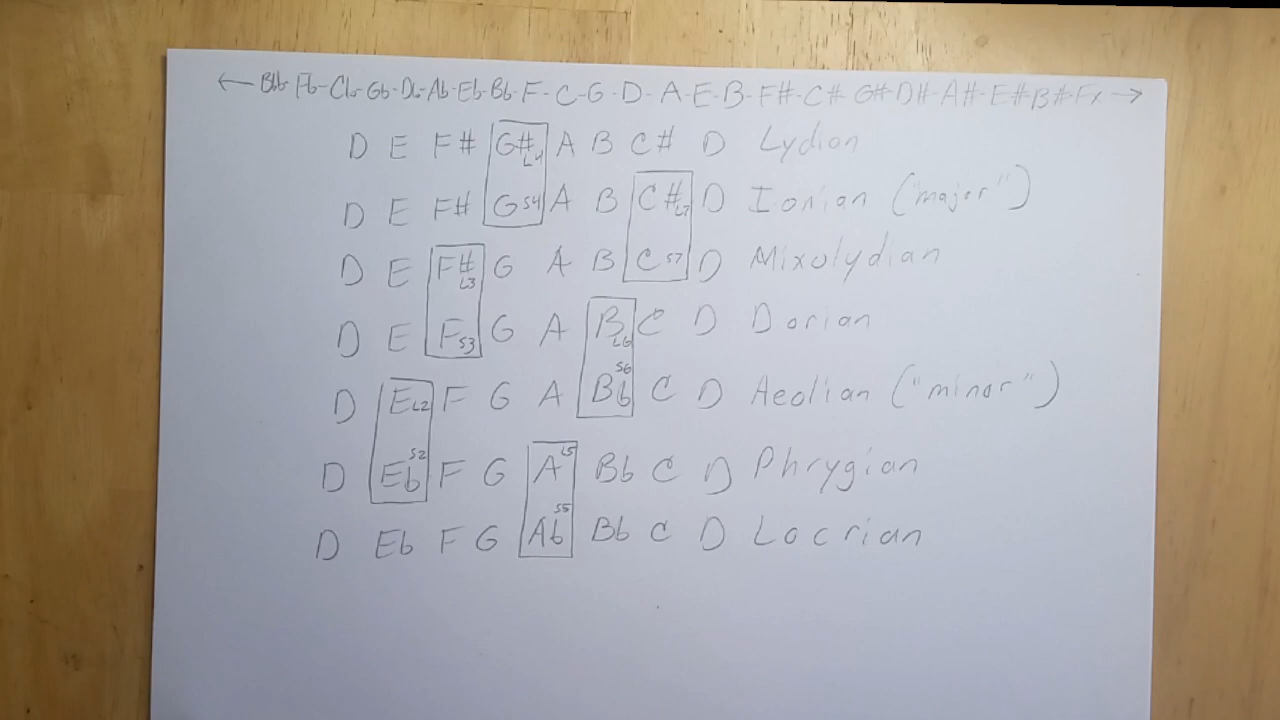 ← Bbb-Fb-Cb-Gb-Db-Ab-Eb-Bb-F-C-G-D-A-E-B-F#-C#-G#-D#-A#-E#-B#-Fx →
D E F# G# L4 A B C# D Lydian
D E F# G S4 A B C# L7 D Ionian ("major")
D E F# L3 G A B C S7 D Mixolydian
D E F S3 G A B L6 C D Dorian
D E L2 F G A Bb S6 C D Aeolian ("minor")
D Eb S2 F G A L5 Bb C D Phrygian
D Eb F G Ab S5 Bb C D Locrian